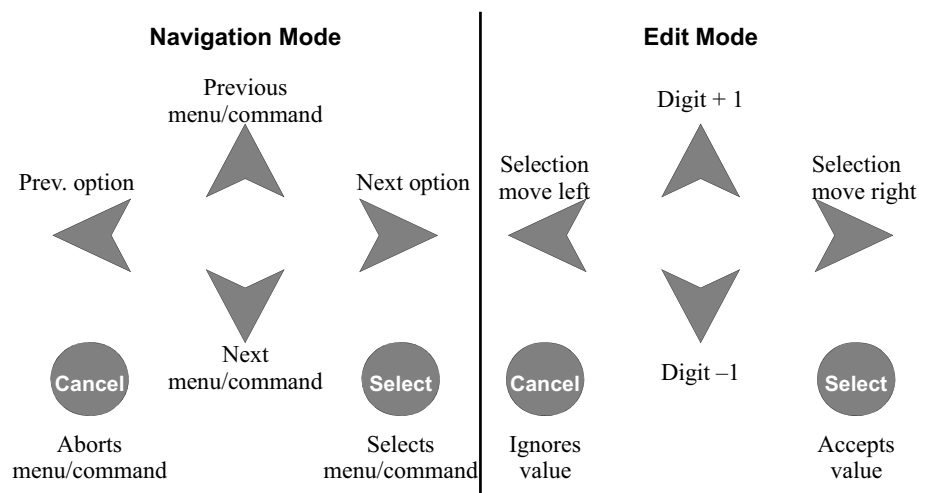 Navigation Mode
Previous
menu/command
Prev. option
Next option
Next
menu/command
Cancel
Select
Aborts
menu/command
Selects
menu/command
Edit Mode
Digit + 1
Selection
move left
Selection
move right
Digit –1
Cancel
Select
Ignores
value
Accepts
value